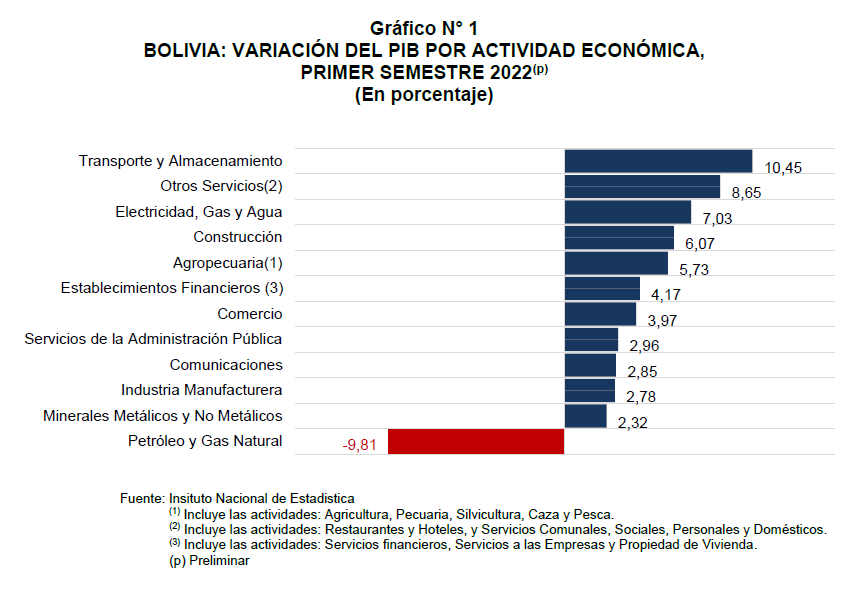 Gráfico N° 1
BOLIVIA: VARIACIÓN DEL PIB POR ACTIVIDAD ECONÓMICA,
PRIMER SEMESTRE 2022(p)
(En porcentaje)
Transporte y Almacenamiento 10,45
Otros Servicios(2) 8,65
Electricidad, Gas y Agua 7,03
Construcción 6,07
Agropecuaria(1) 5,73
Establecimientos Financieros (3) 4,17
Comercio 3,97
Servicios de la Administración Pública 2,96
Comunicaciones 2,85
Industria Manufacturera 2,78
Minerales Metálicos y No Metálicos 2,32
Petróleo y Gas Natural -9,81
Fuente: Insituto Nacional de Estadistica
(1) Incluye las actividades: Agricultura, Pecuaria, Silvicultura, Caza y Pesca.
(2) Incluye las actividades: Restaurantes y Hoteles, y Servicios Comunales, Sociales, Personales y Domésticos.
(3) Incluye las actividades: Servicios financieros, Servicios a las Empresas y Propiedad de Vivienda.
(p) Preliminar